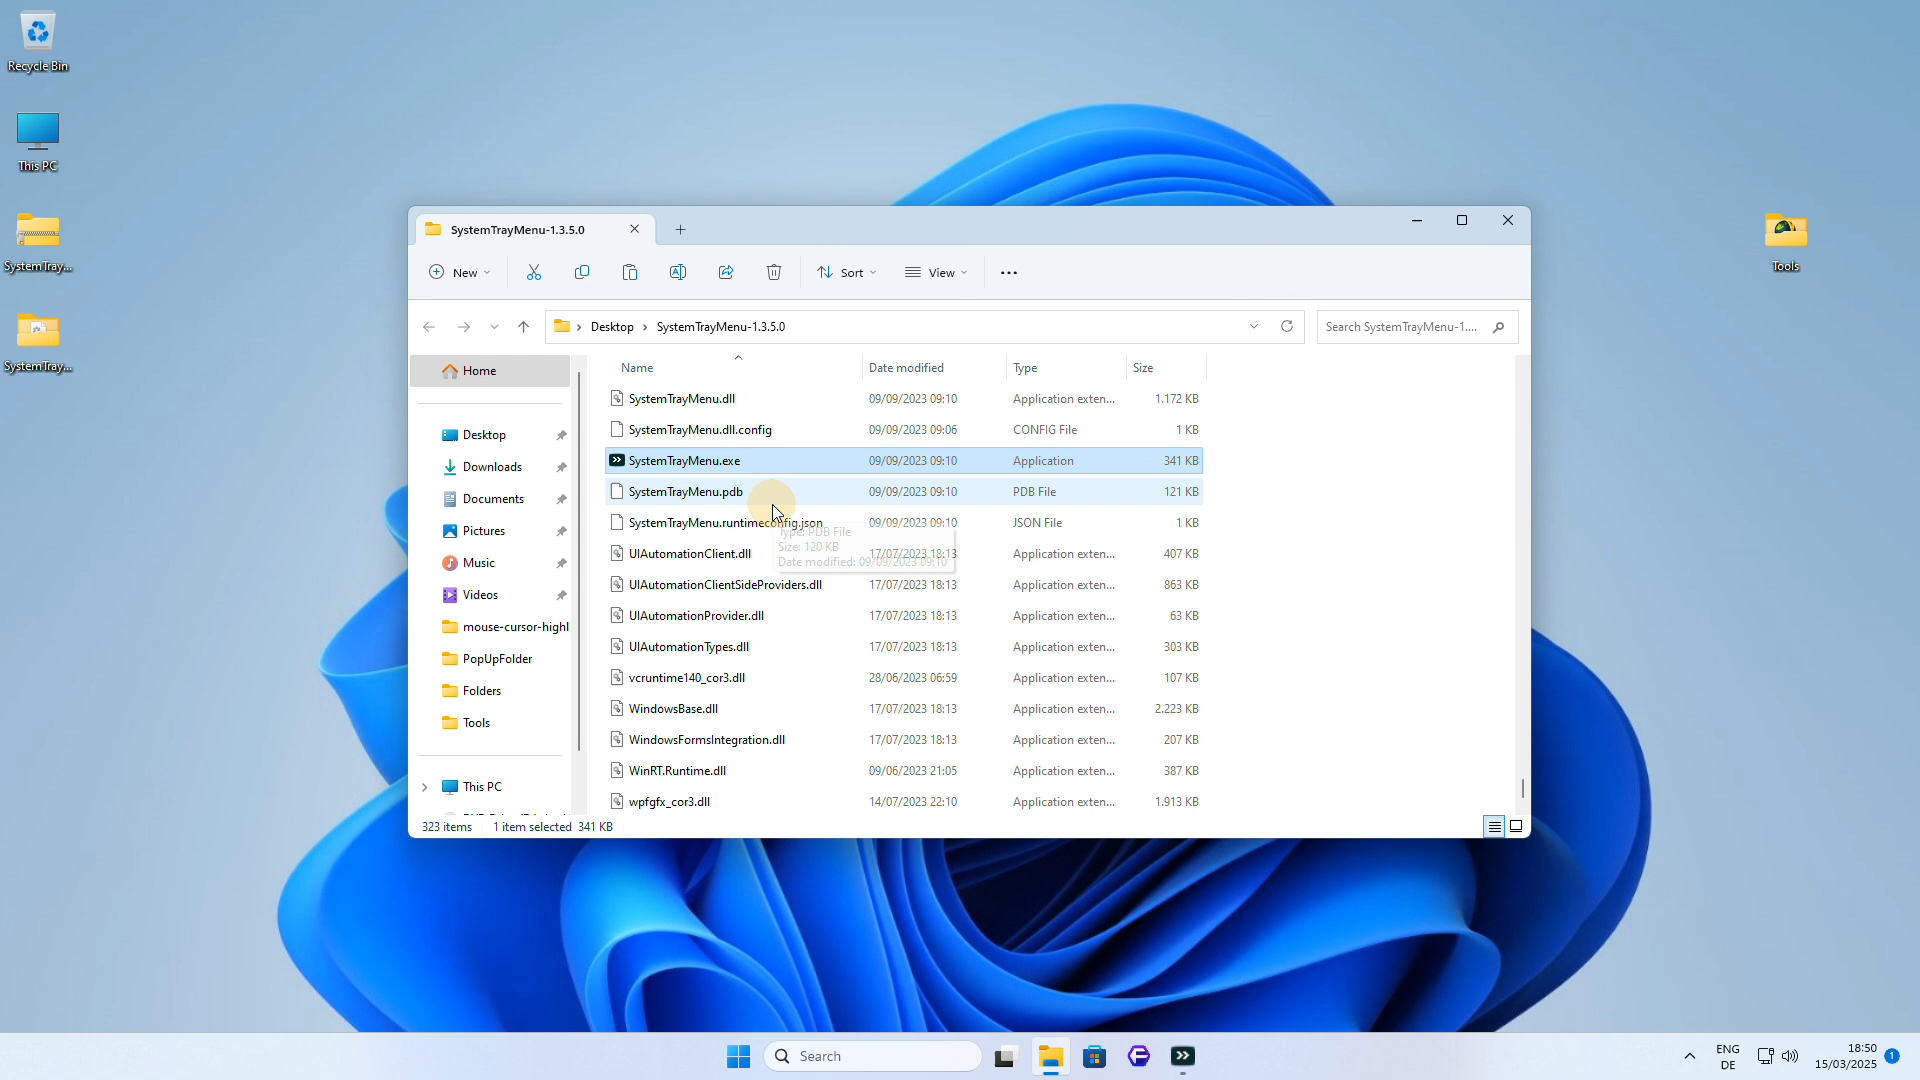 Recycle Bin
This PC
SystemTray...
SystemTray...
Tools
SystemTrayMenu-1.3.5.0
New
Sort
View
Desktop
SystemTrayMenu-1.3.5.0
Search SystemTrayMenu-1....
Home
Desktop
Downloads
Documents
Pictures
Music
Videos
mouse-cursor-highl
PopUpFolder
Folders
Tools
This PC
Name Date modified Type Size
SystemTrayMenu.dll 09/09/2023 09:10 Application exten... 1.172 KB
SystemTrayMenu.dll.config 09/09/2023 09:06 CONFIG File 1 KB
SystemTrayMenu.exe 09/09/2023 09:10 Application 341 KB
SystemTrayMenu.pdb 09/09/2023 09:10 PDB File 121 KB
SystemTrayMenu.runtimeconfig.json 09/09/2023 09:10 JSON File 1 KB
Type: PDB File
Size: 120 KB
Date modified: 09/09/2023 09:10
UIAutomationClient.dll 17/07/2023 18:13 Application exten... 407 KB
UIAutomationClientSideProviders.dll 17/07/2023 18:13 Application exten... 863 KB
UIAutomationProvider.dll 17/07/2023 18:13 Application exten... 63 KB
UIAutomationTypes.dll 17/07/2023 18:13 Application exten... 303 KB
vcruntime140_cor3.dll 28/06/2023 06:59 Application exten... 107 KB
WindowsBase.dll 17/07/2023 18:13 Application exten... 2.223 KB
WindowsFormsIntegration.dll 17/07/2023 18:13 Application exten... 207 KB
WinRT.Runtime.dll 09/06/2023 21:05 Application exten... 387 KB
wpfgfx_cor3.dll 14/07/2023 22:10 Application exten... 1.913 KB
323 items 1 item selected 341 KB
Search
ENG
DE
18:50
15/03/2025
1